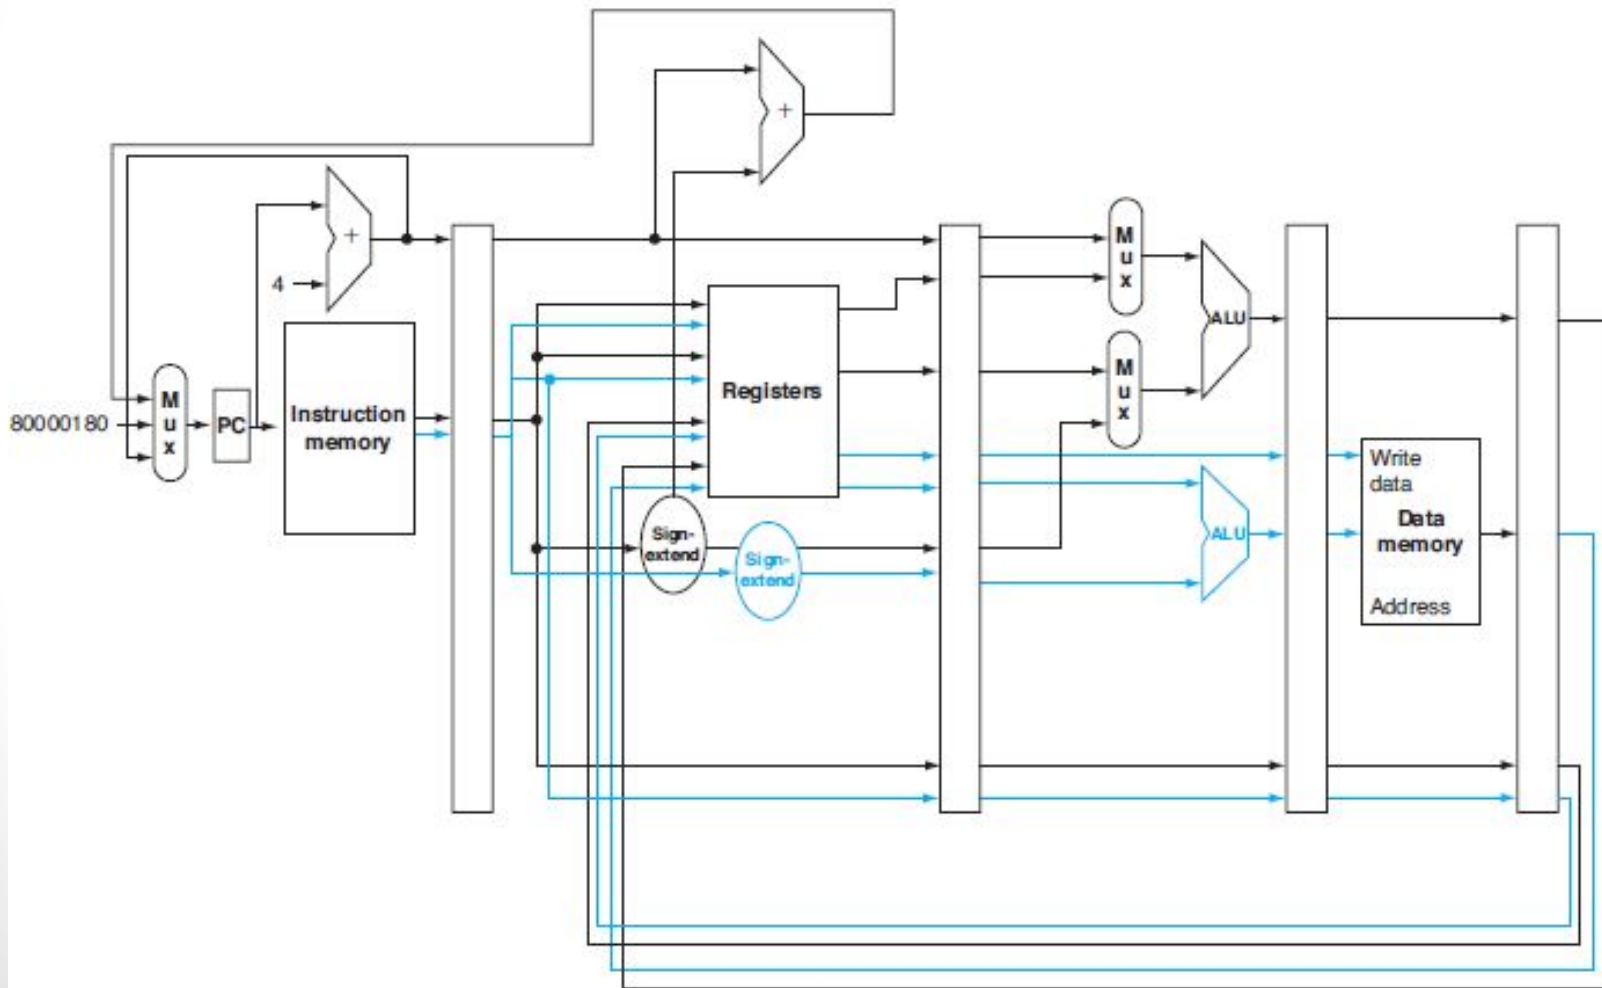 +
+
4
M
u
x
80000180
PC
Instruction
memory
Registers
Sign-
extend
Sign-
extend
M
u
x
M
u
x
ALU
ALU
Write
data
Data
memory
Address
M
u
x